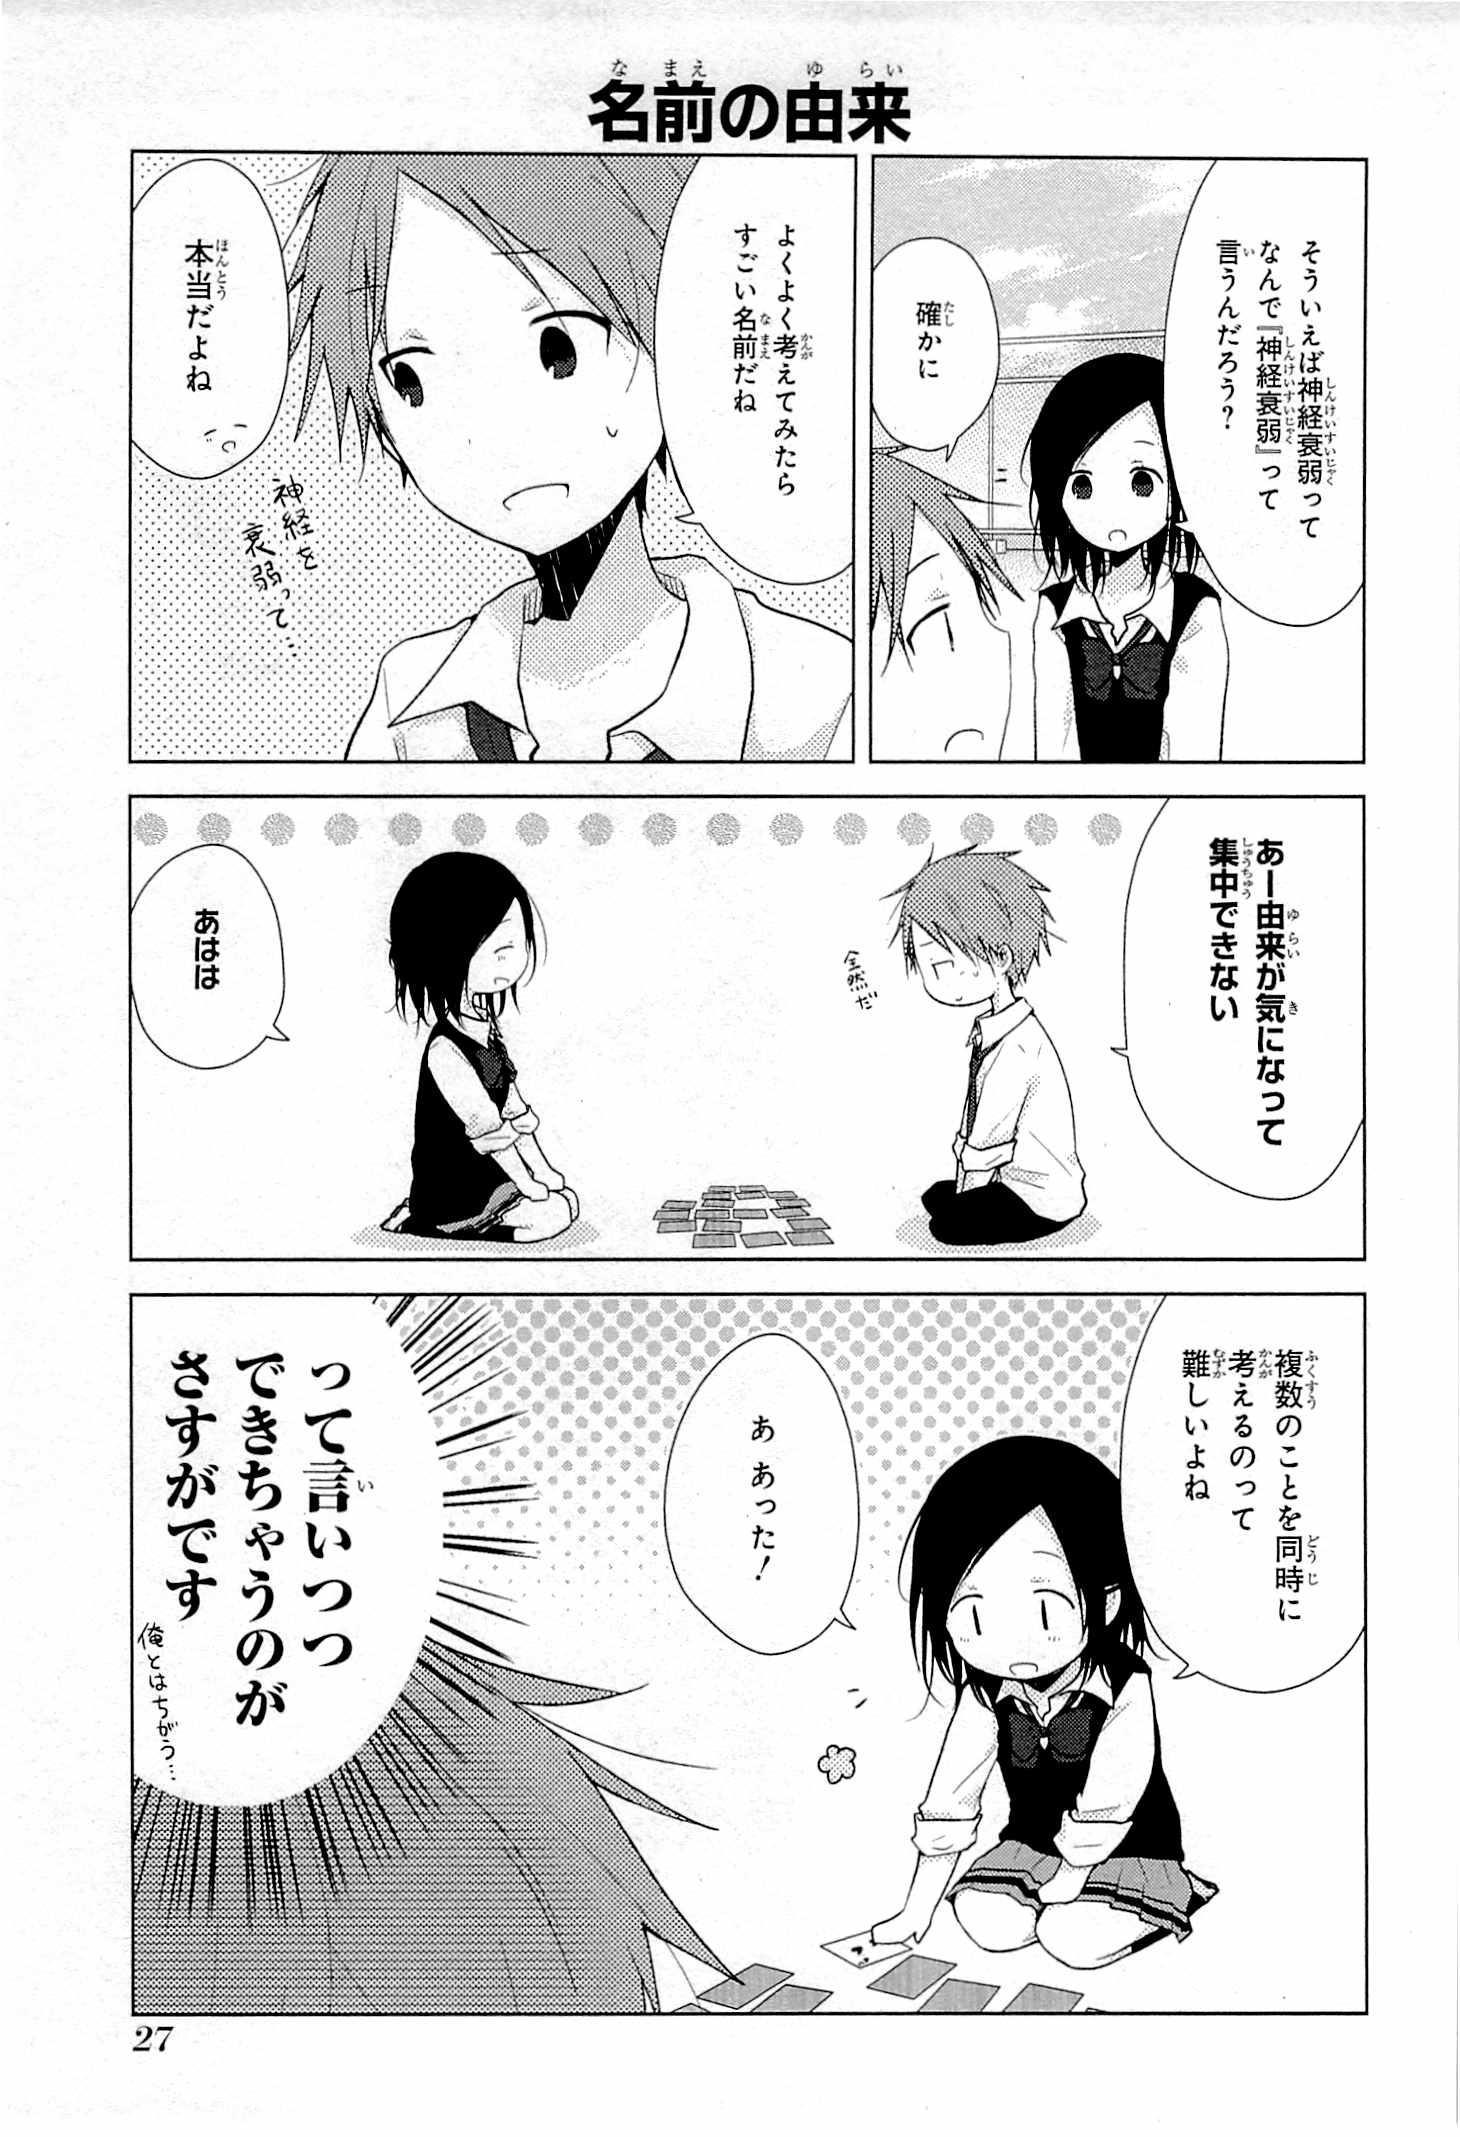 名前の由来
そういえば神経衰弱って
なんで『神経衰弱』って
言うんだろう？
確かに
よくよく考えてみたら
すごい名前だね
本当だよね
神経を
衰弱って…
あー由来が気になって
集中できない
全然だ
あはは
複数のことを同時に
考えるのって
難しいよね
あ あった！
って言いつつ
できちゃうのが
さすがです
俺とはちがう…
27